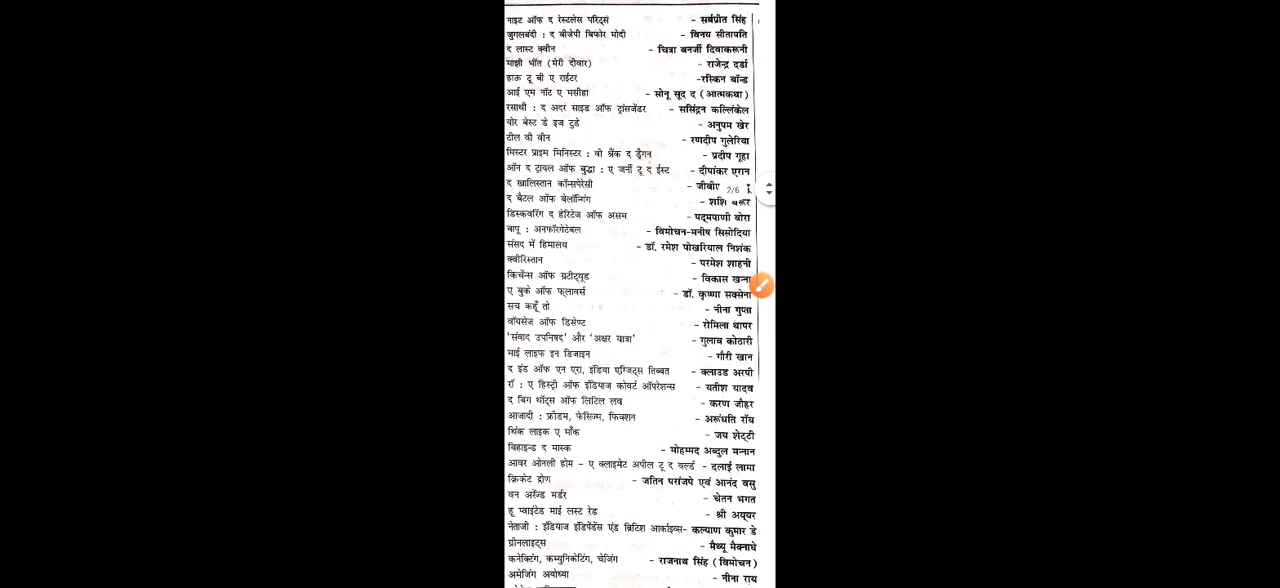 नाइट ऑफ द रेस्टलेस परिट्स - सर्बप्रीत सिंह
जुगलबंदी : द बीजेपी बिफोर मोदी - विनय सीतापति
द लास्ट क्वीन - चित्रा बनर्जी दिवाकरूनी
माझी भींत (मेरी दीवार) - राजेन्द्र दर्डा
हाऊ टू बी ए राईटर -रस्किन बॉन्ड
आई एम नॉट ए मसीहा - सोनू सूद द (आत्मकथा)
रसाथी : द अदर साइड ऑफ ट्रांसजेंडर - ससिंद्रन कल्लिंकेल
योर बेस्ट डे इज टुडे - अनुपम खेर
टील वी वीन - रणदीप गुलेरिया
मिस्टर प्राइम मिनिस्टर : वी श्रैंक द ड्रैगन - प्रदीप गूहा
ऑन द ट्रायल ऑफ बुद्धा : ए जर्नी टू द ईस्ट - दीपांकर एरान
द खालिस्तान कॉन्सपेरेसी - 2/6
द बैटल ऑफ बेलॉन्गिंग - शशि थरूर
डिस्कवरिंग द हेरिटेज ऑफ असम - पद्मपाणी बोरा
बापू : अनफॉरगेटेबल - विमोचन-मनीष सिसोदिया
संसद में हिमालय - डॉ. रमेश पोखरियाल निशंक
क्वीरिस्तान - परमेश शाहनी
किचेंन्स ऑफ ग्रटीट्यूड - विकास खन्ना
ए बुके ऑफ फ्लावर्स - डॉ. कृष्णा सक्सेना
सच कहूँ तो - नीना गुप्ता
वॉयसेज ऑफ डिसेण्ट - रोमिला थापर
'संवाद उपनिषद' और 'अक्षर यात्रा' - गुलाब कोठारी
माई लाइफ इन डिजाइन - गौरी खान
द इंड ऑफ एन एरा, इंडिया एग्जिट्स तिब्बत - क्लाउड अरपी
रॉ : ए हिस्ट्री ऑफ इंडियाज कोवर्ट ऑपरेशन्स - यतीश यादव
द बिग थॉट्स ऑफ लिटिल लव - करण जौहर
आजादी : फ्रोडम, फेसिज्म, फिक्शन - अरूंधति रॉय
थिंक लाइक ए मॉंक - जय शेट्टी
बिहाइन्ड द मास्क - मोहम्मद अब्दुल मन्नान
आवर ओनली होम - ए क्लाइमेट अपील टू द वर्ल्ड - दलाई लामा
क्रिकेट द्रोण - जतिन परांजपे एवं आनंद वसु
वन अरेंन्ज मर्डर - चेतन भगत
हू प्वाइंटेड माई लस्ट रेड - श्री अय्यर
नेताजी : इंडियाज इंडिपेंडेंस एंड ब्रिटिश आर्काइव्स- कल्याण कुमार डे
ग्रीनलाइट्स - मैथ्यू मैक्नाघे
कनेक्टिंग, कम्युनिकेटिंग, चेजिंग - राजनाथ सिंह (विमोचन)
अमेजिंग अयोध्या - नीना राय